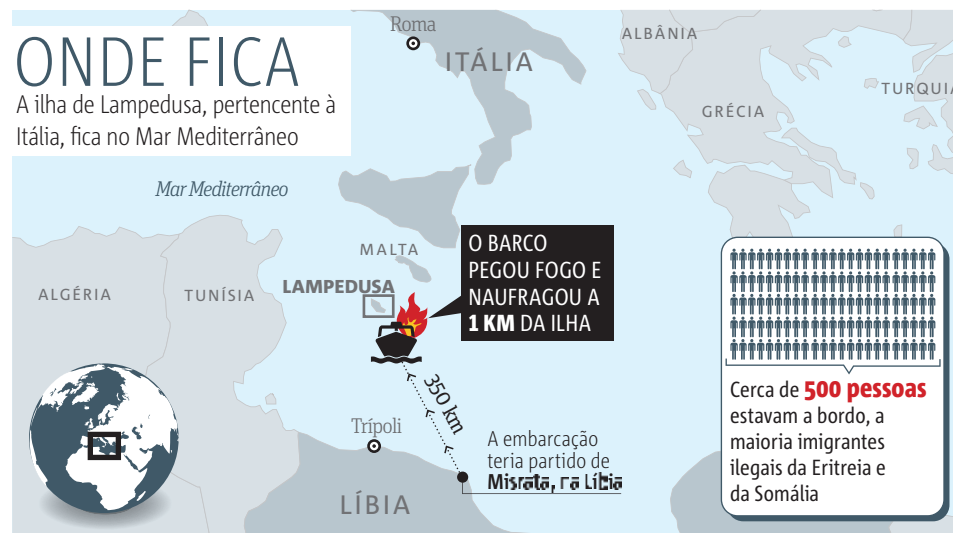 ONDE FICA
A ilha de Lampedusa, pertencente à
Itália, fica no Mar Mediterrâneo
Roma
ITÁLIA
ALBÂNIA
GRÉCIA
TURQUIA
Mar Mediterrâneo
MALTA
LAMPEDUSA
ALGÉRIA
TUNÍSIA
O BARCO
PEGOU FOGO E
NAUFRAGOU A
1 KM DA ILHA
350 km
Trípoli
LÍBIA
A embarcação
teria partido de
Misrata, na Líbia
Cerca de 500 pessoas
estavam a bordo, a
maioria imigrantes
ilegais da Eritreia e
da Somália